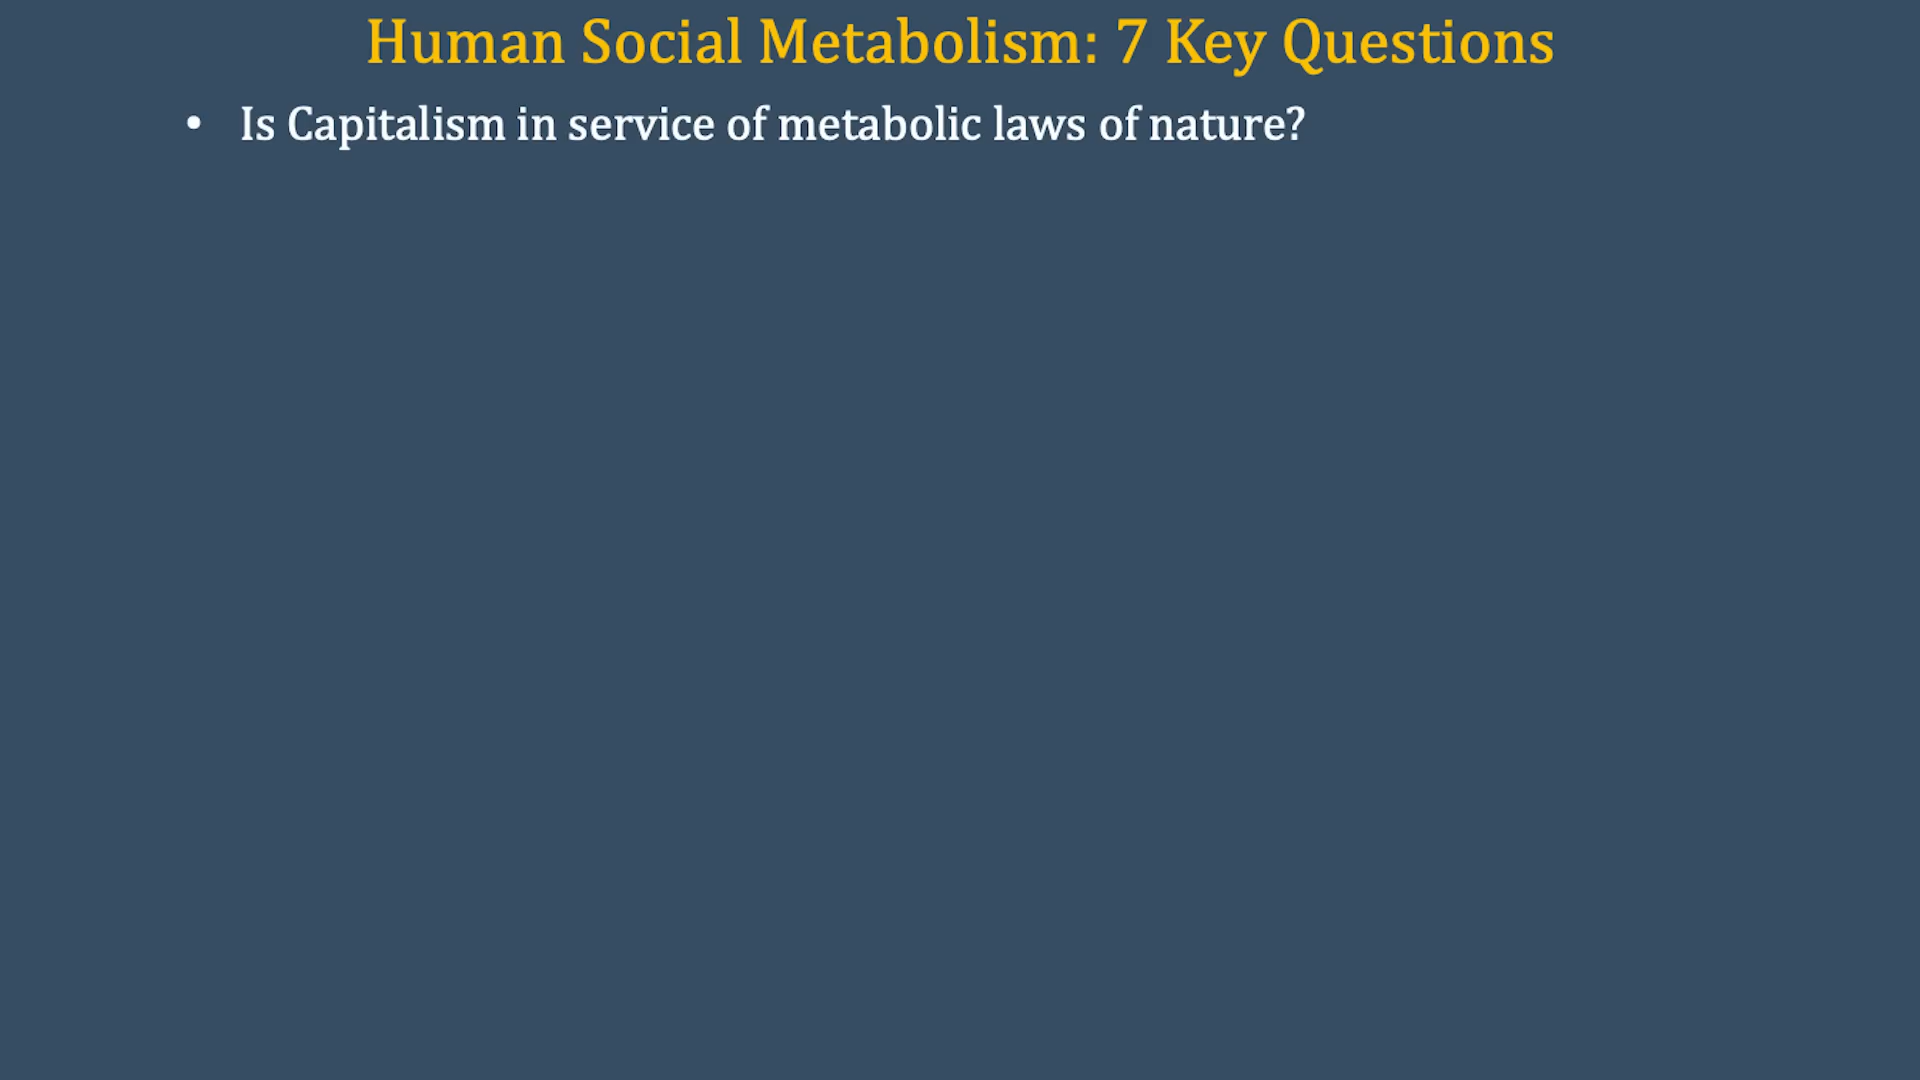 Human Social Metabolism: 7 Key Questions
• Is Capitalism in service of metabolic laws of nature?